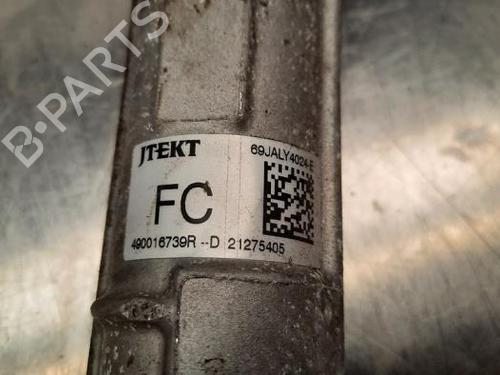 B-PARTS
JTEKT
69JALY4024-E
FC
490016739R --D 21275405